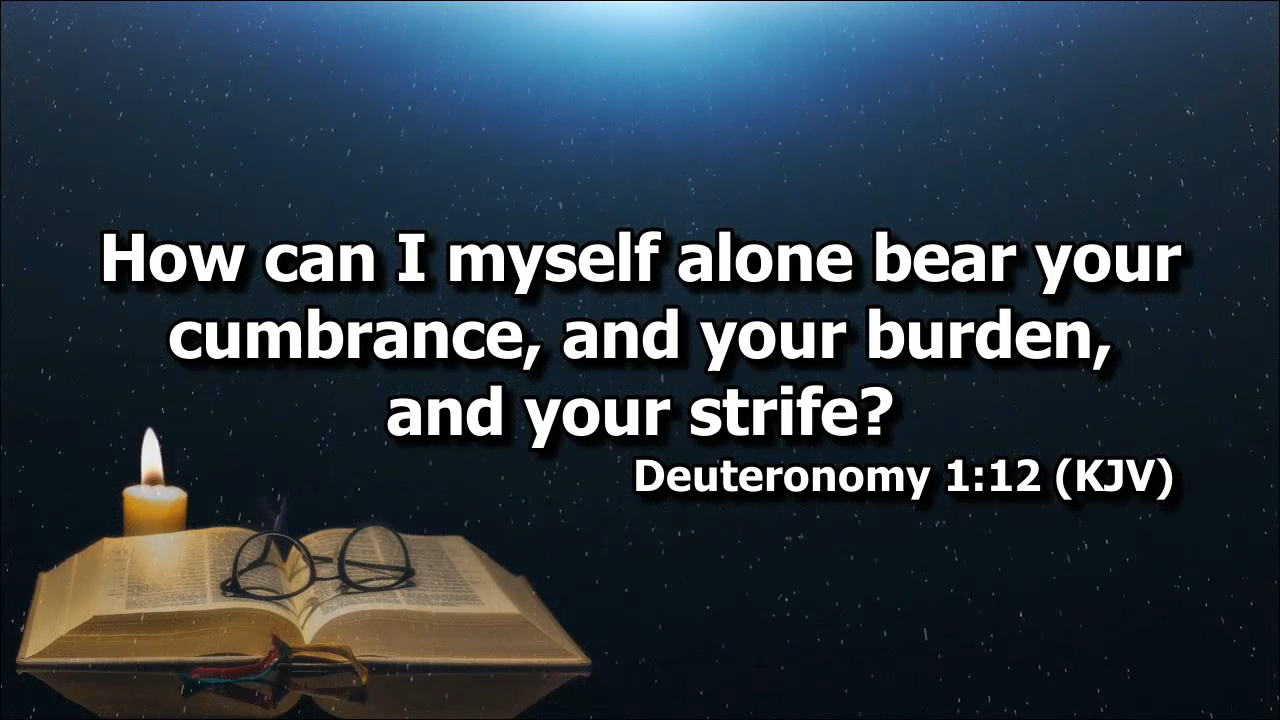 How can I myself alone bear your
cumbrance, and your burden,
and your strife?
Deuteronomy 1:12 (KJV)